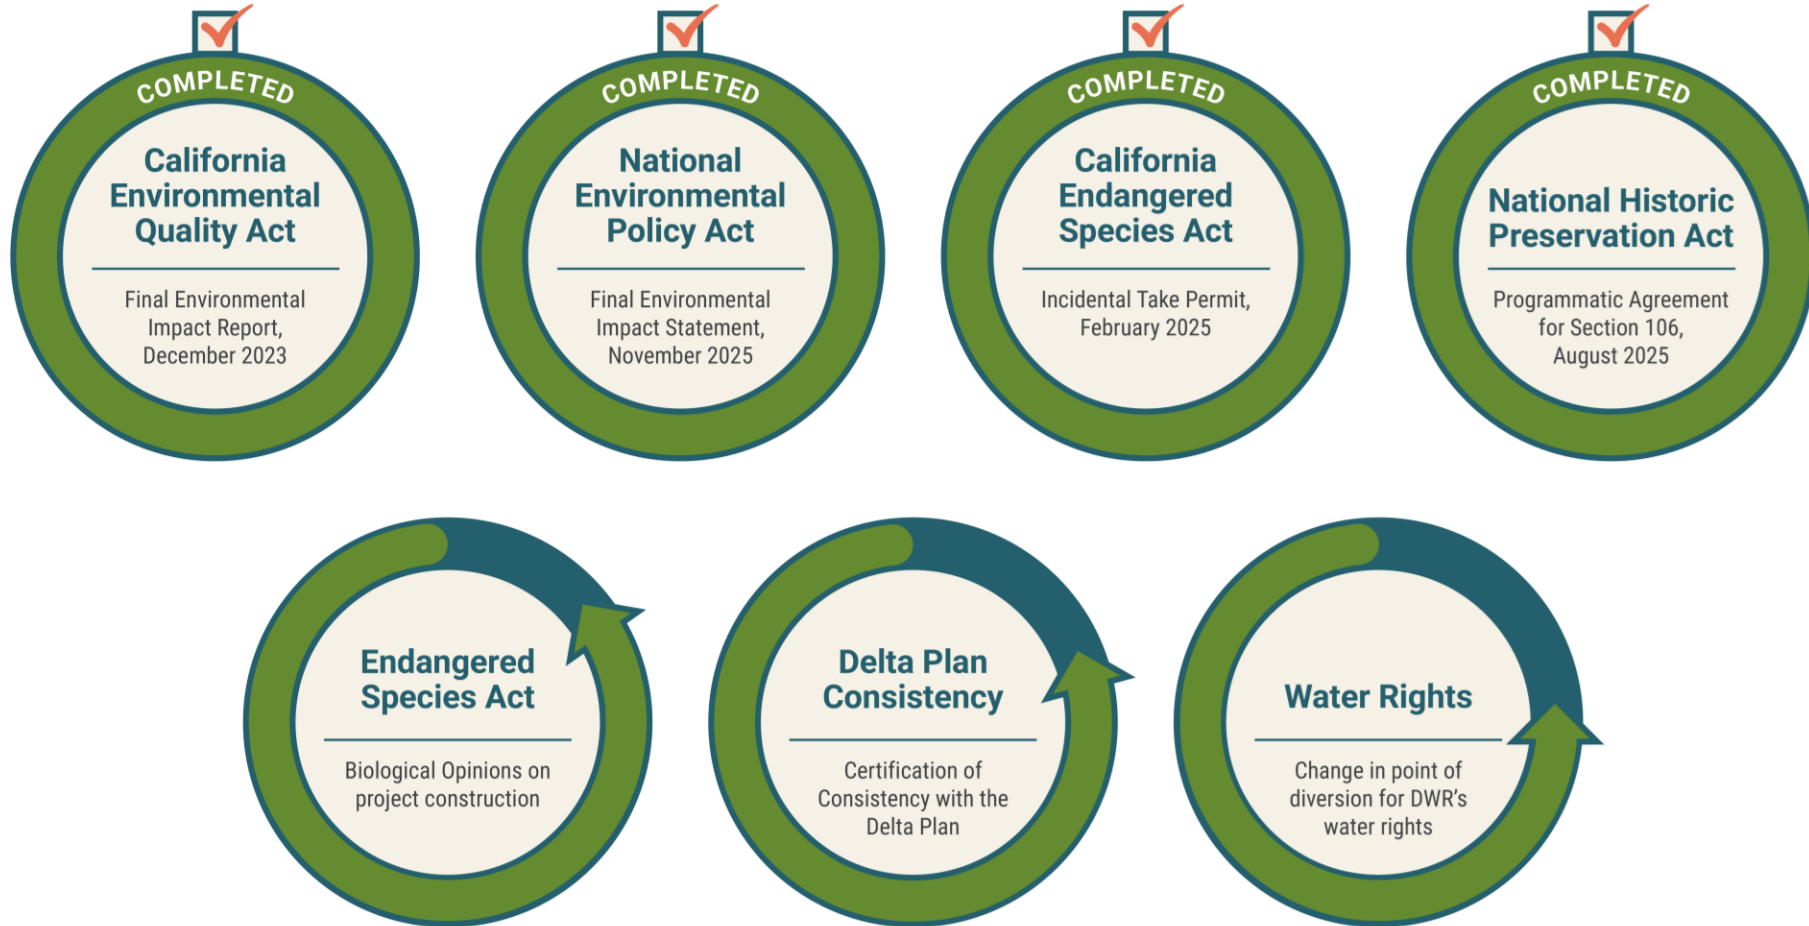 COMPLETED
California
Environmental
Quality Act
Final Environmental
Impact Report,
December 2023
COMPLETED
National
Environmental
Policy Act
Final Environmental
Impact Statement,
November 2025
COMPLETED
California
Endangered
Species Act
Incidental Take Permit,
February 2025
COMPLETED
National Historic
Preservation Act
Programmatic Agreement
for Section 106,
August 2025
Endangered
Species Act
Biological Opinions on
project construction
Delta Plan
Consistency
Certification of
Consistency with the
Delta Plan
Water Rights
Change in point of
diversion for DWR’s
water rights